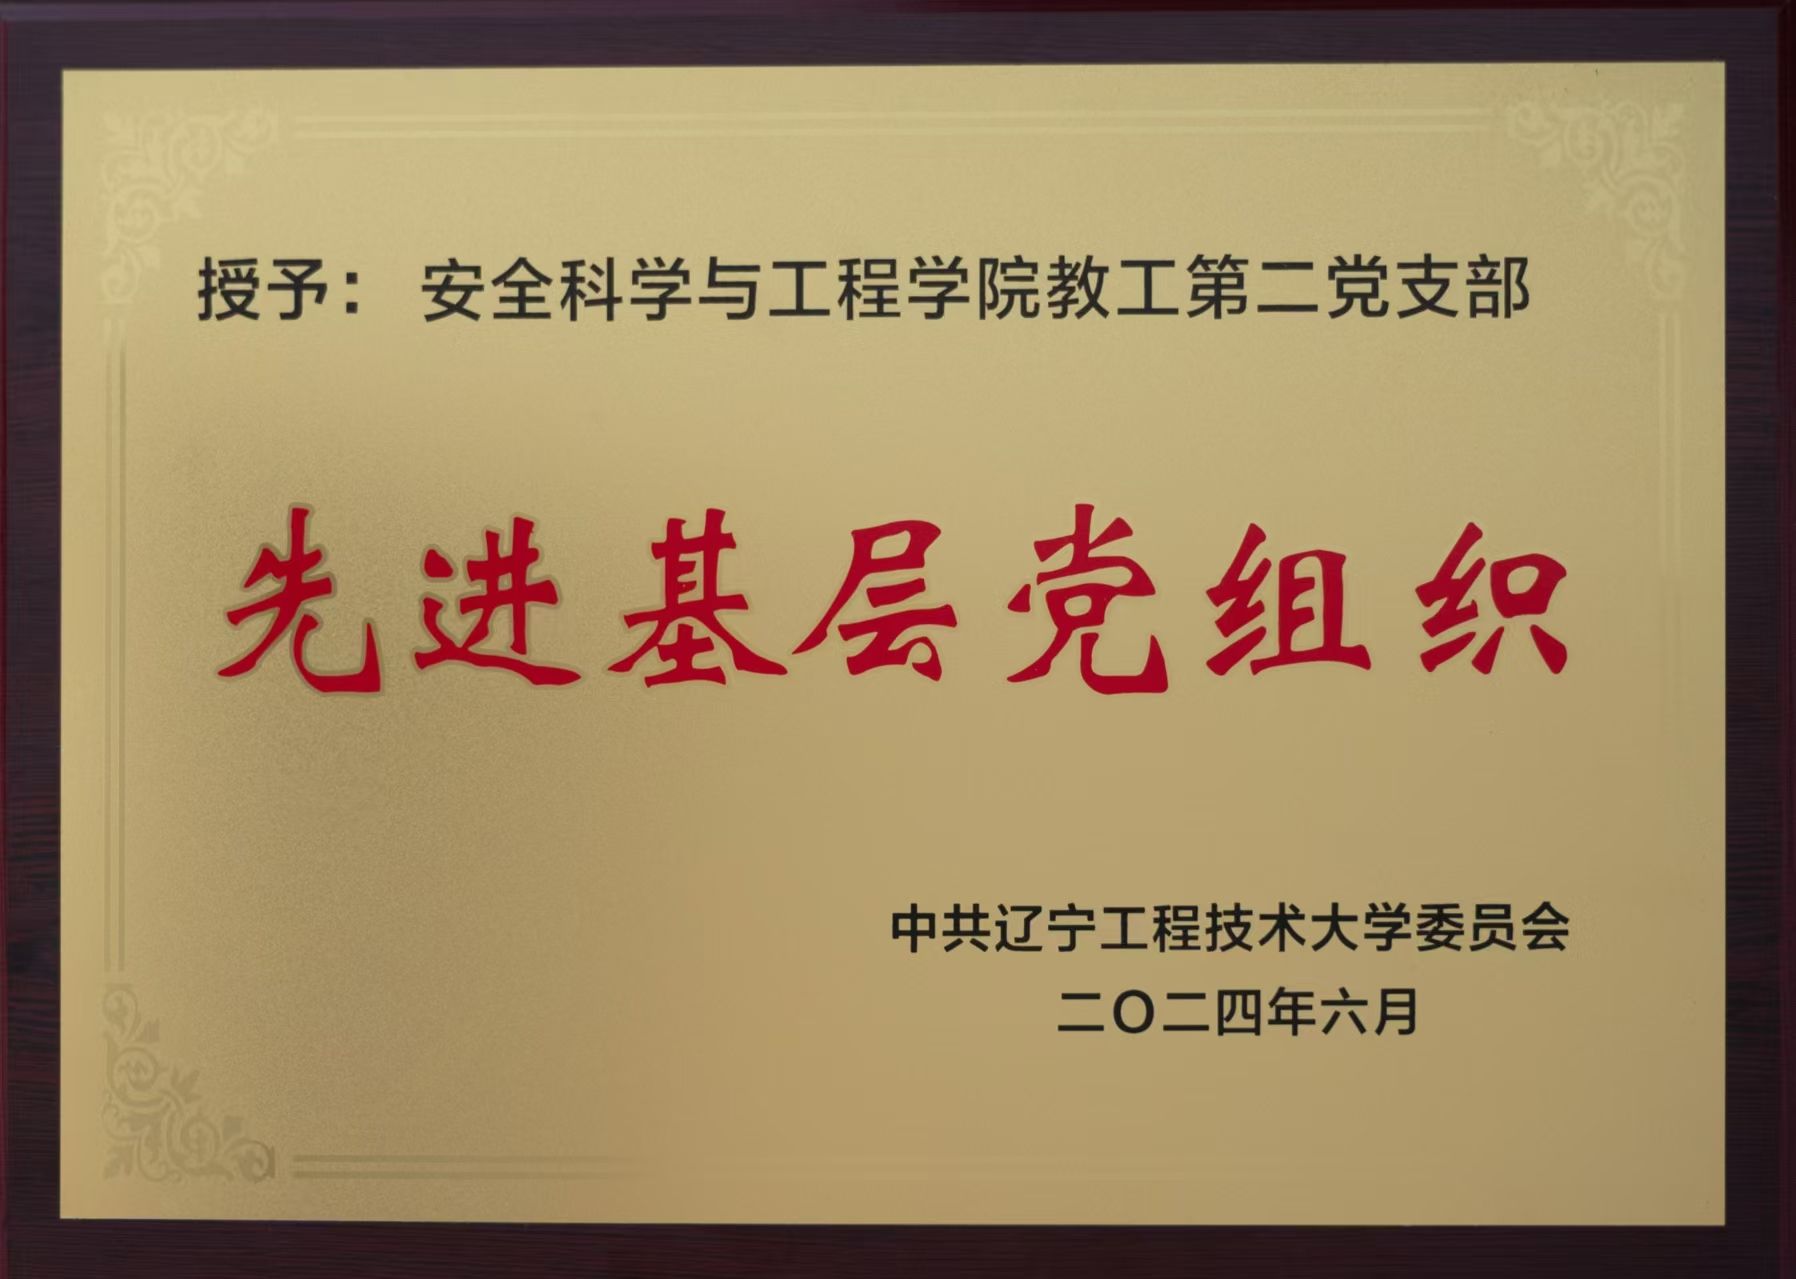 授予： 安全科学与工程学院教工第二党支部
先进基层党组织
中共辽宁工程技术大学委员会
二〇二四年六月